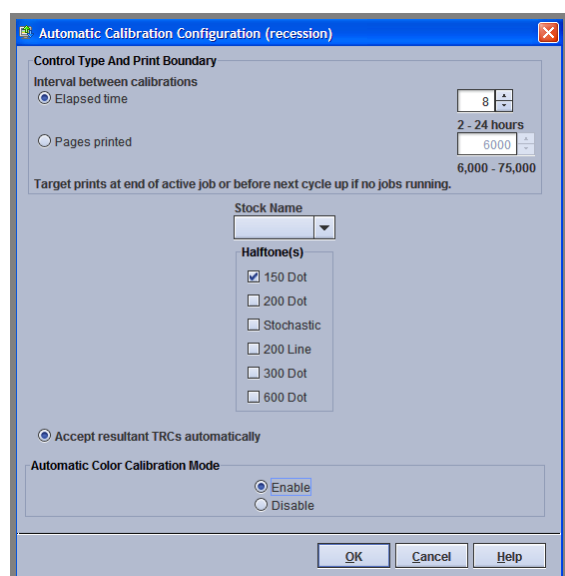 Automatic Calibration Configuration (recession)
Control Type And Print Boundary
Interval between calibrations
Elapsed time
8
2 - 24 hours
Pages printed
6000
6,000 - 75,000
Target prints at end of active job or before next cycle up if no jobs running.
Stock Name
Halftone(s)
150 Dot
200 Dot
Stochastic
200 Line
300 Dot
600 Dot
Accept resultant TRCs automatically
Automatic Color Calibration Mode
Enable
Disable
OK Cancel Help